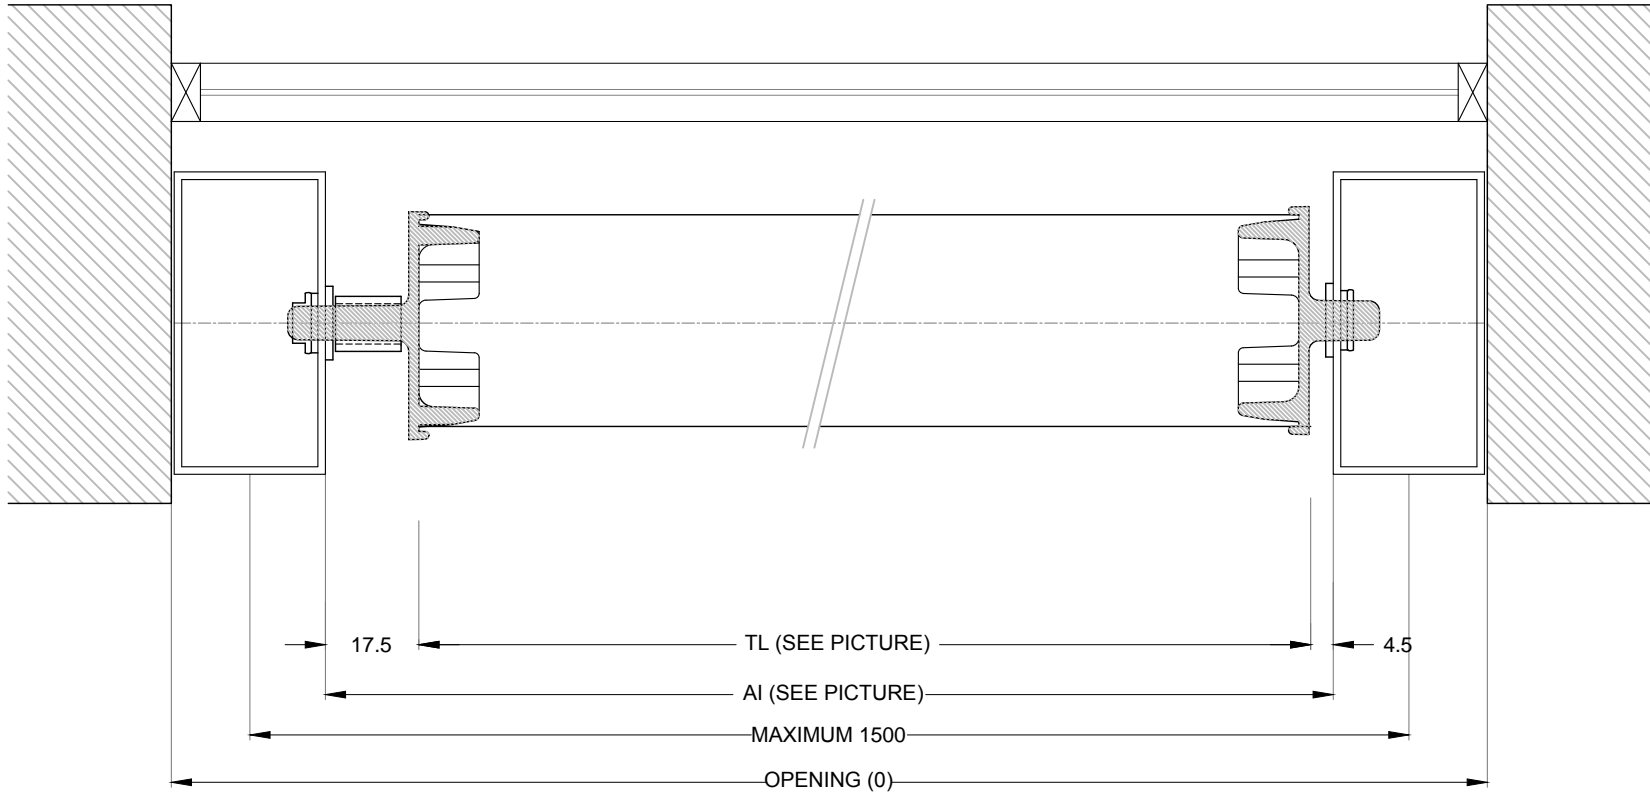 17.5
TL (SEE PICTURE)
4.5
AI (SEE PICTURE)
MAXIMUM 1500
OPENING (0)